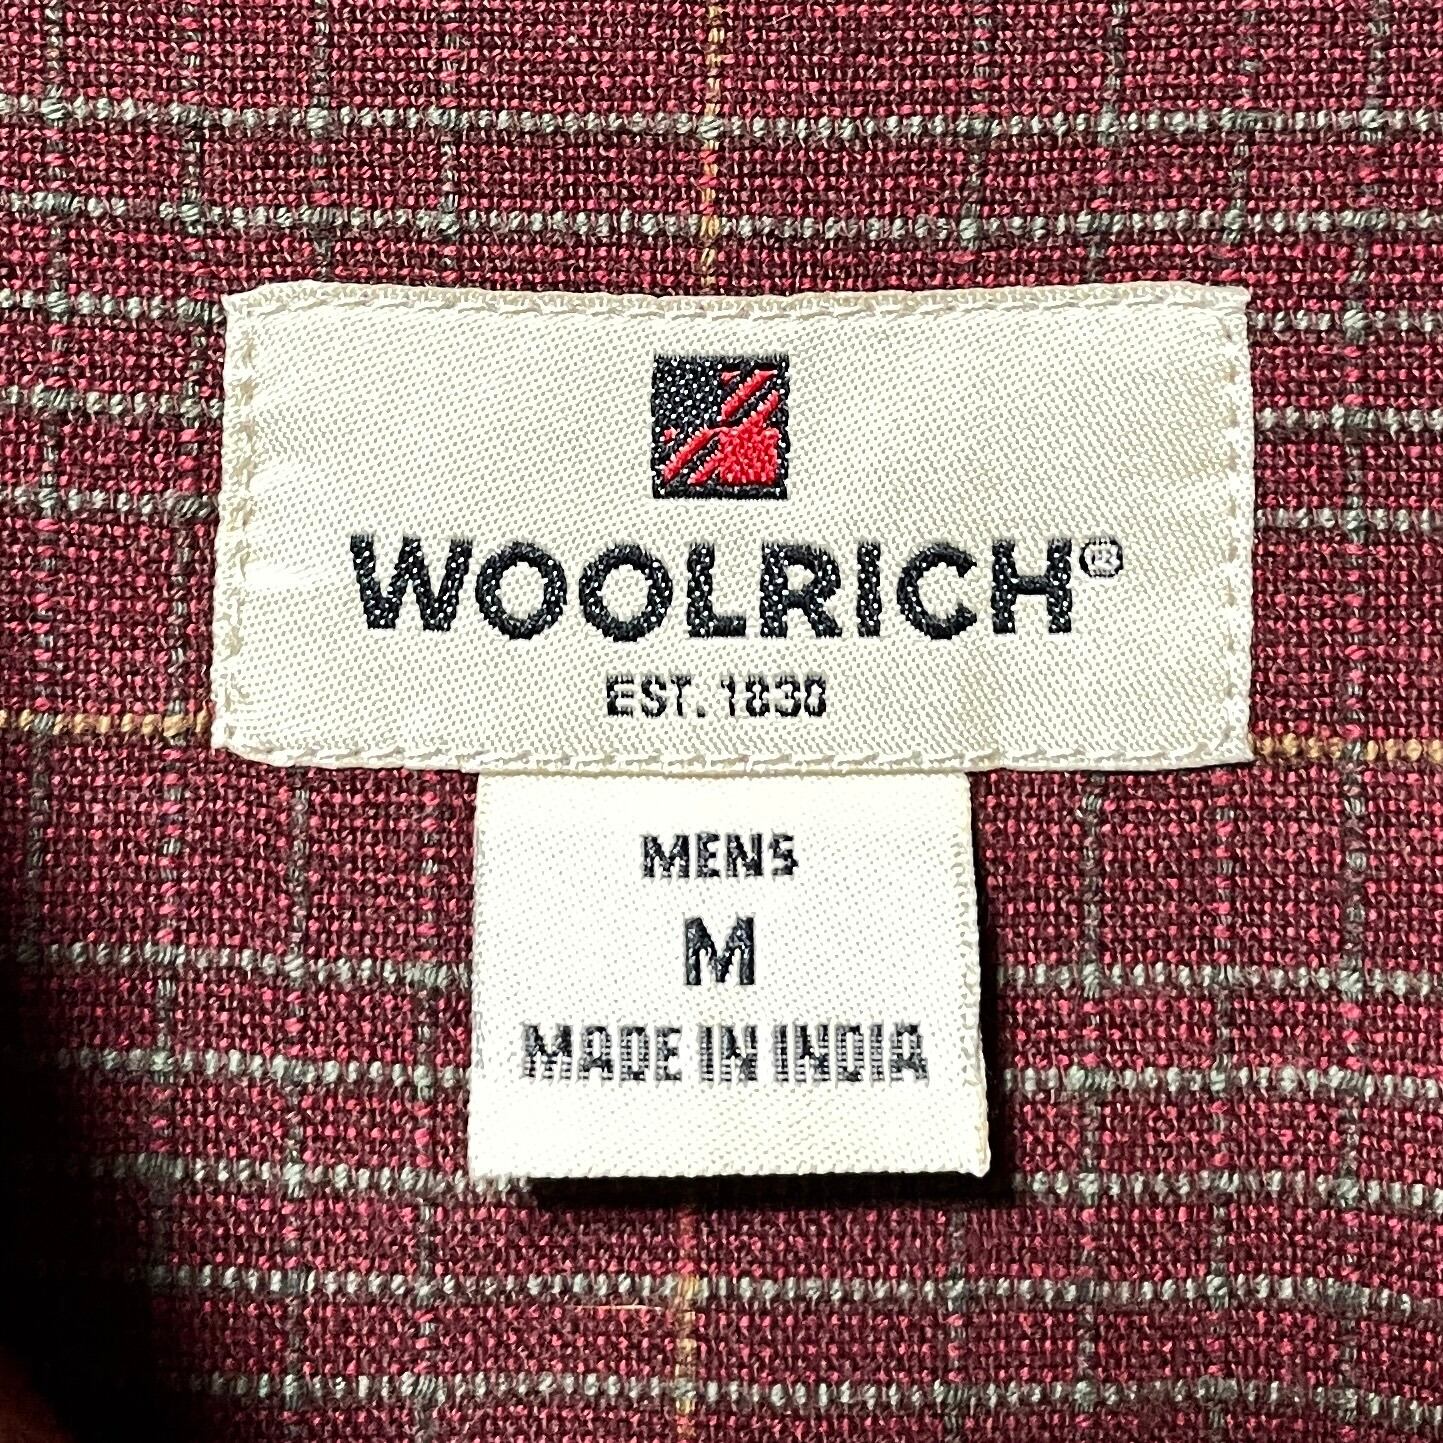 WOOLRICH®
EST. 1830
MENS
M
MADE IN INDIA